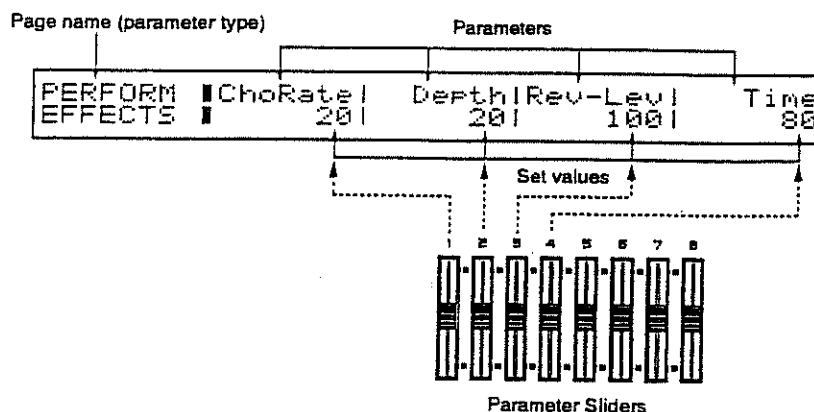 Page name (parameter type)
Parameters
PERFORM ChoRate| Depth|Rev-Lev| Time
EFFECTS 20| 20| 100| 80
Set values
1 2 3 4 5 6 7 8
Parameter Sliders